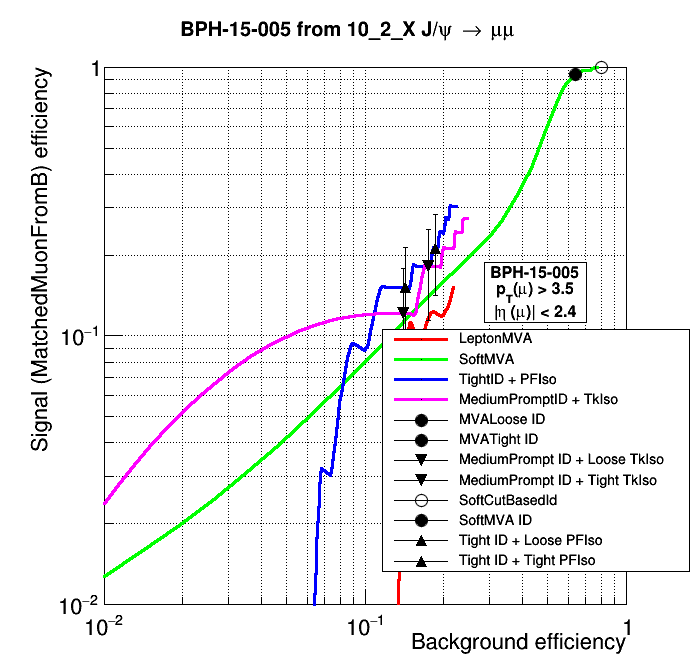 BPH-15-005 from 10_2_X J/ψ → μμ
Signal (MatchedMuonFromB) efficiency
1
10⁻¹
10⁻²
BPH-15-005
p_T(μ) > 3.5
|η (μ)| < 2.4
LeptonMVA
SoftMVA
TightID + PFIso
MediumPromptID + TkIso
MVALoose ID
MVATight ID
MediumPrompt ID + Loose TkIso
MediumPrompt ID + Tight TkIso
SoftCutBasedId
SoftMVA ID
Tight ID + Loose PFIso
Tight ID + Tight PFIso
10⁻² 10⁻¹ 1
Background efficiency